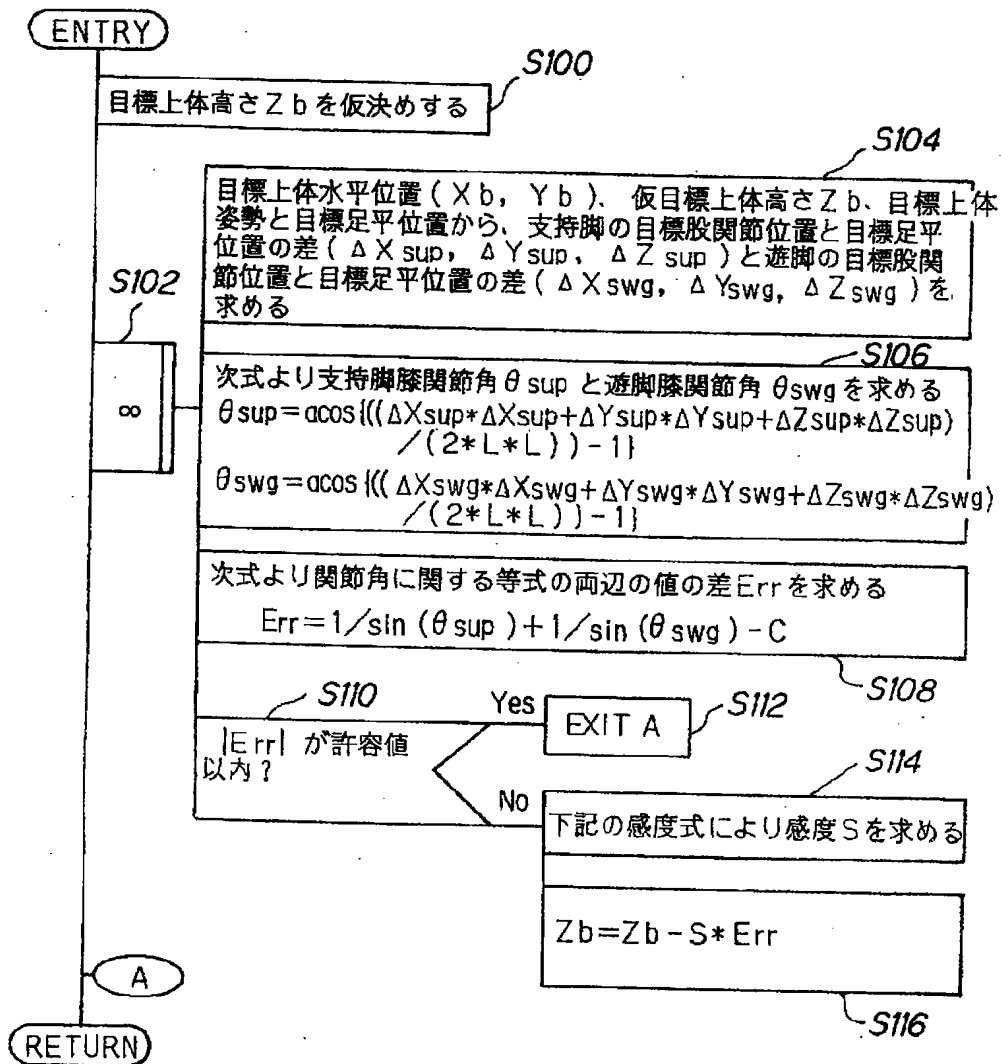 ENTRY
S100
目標上体高さZbを仮決めする
S104
目標上体水平位置(Xb, Yb)、仮目標上体高さZb、目標上体
姿勢と目標足平位置から、支持脚の目標股関節位置と目標足平
位置の差(ΔXsup, ΔYsup, ΔZsup)と遊脚の目標股関
節位置と目標足平位置の差(ΔXswg, ΔYswg, ΔZswg)を
求める
S102
∞
S106
次式より支持脚膝関節角θsupと遊脚膝関節角θswgを求める
θsup=acos{((ΔXsup*ΔXsup+ΔYsup*ΔYsup+ΔZsup*ΔZsup)
/(2*L*L))-1}
θswg=acos{((ΔXswg*ΔXswg+ΔYswg*ΔYswg+ΔZswg*ΔZswg)
/(2*L*L))-1}
次式より関節角に関する等式の両辺の値の差Errを求める
Err=1/sin(θsup)+1/sin(θswg)-C
S108
S110
|Err|が許容値
以内?
Yes
EXIT A
S112
No
S114
下記の感度式により感度Sを求める
Zb=Zb-S*Err
S116
A
RETURN